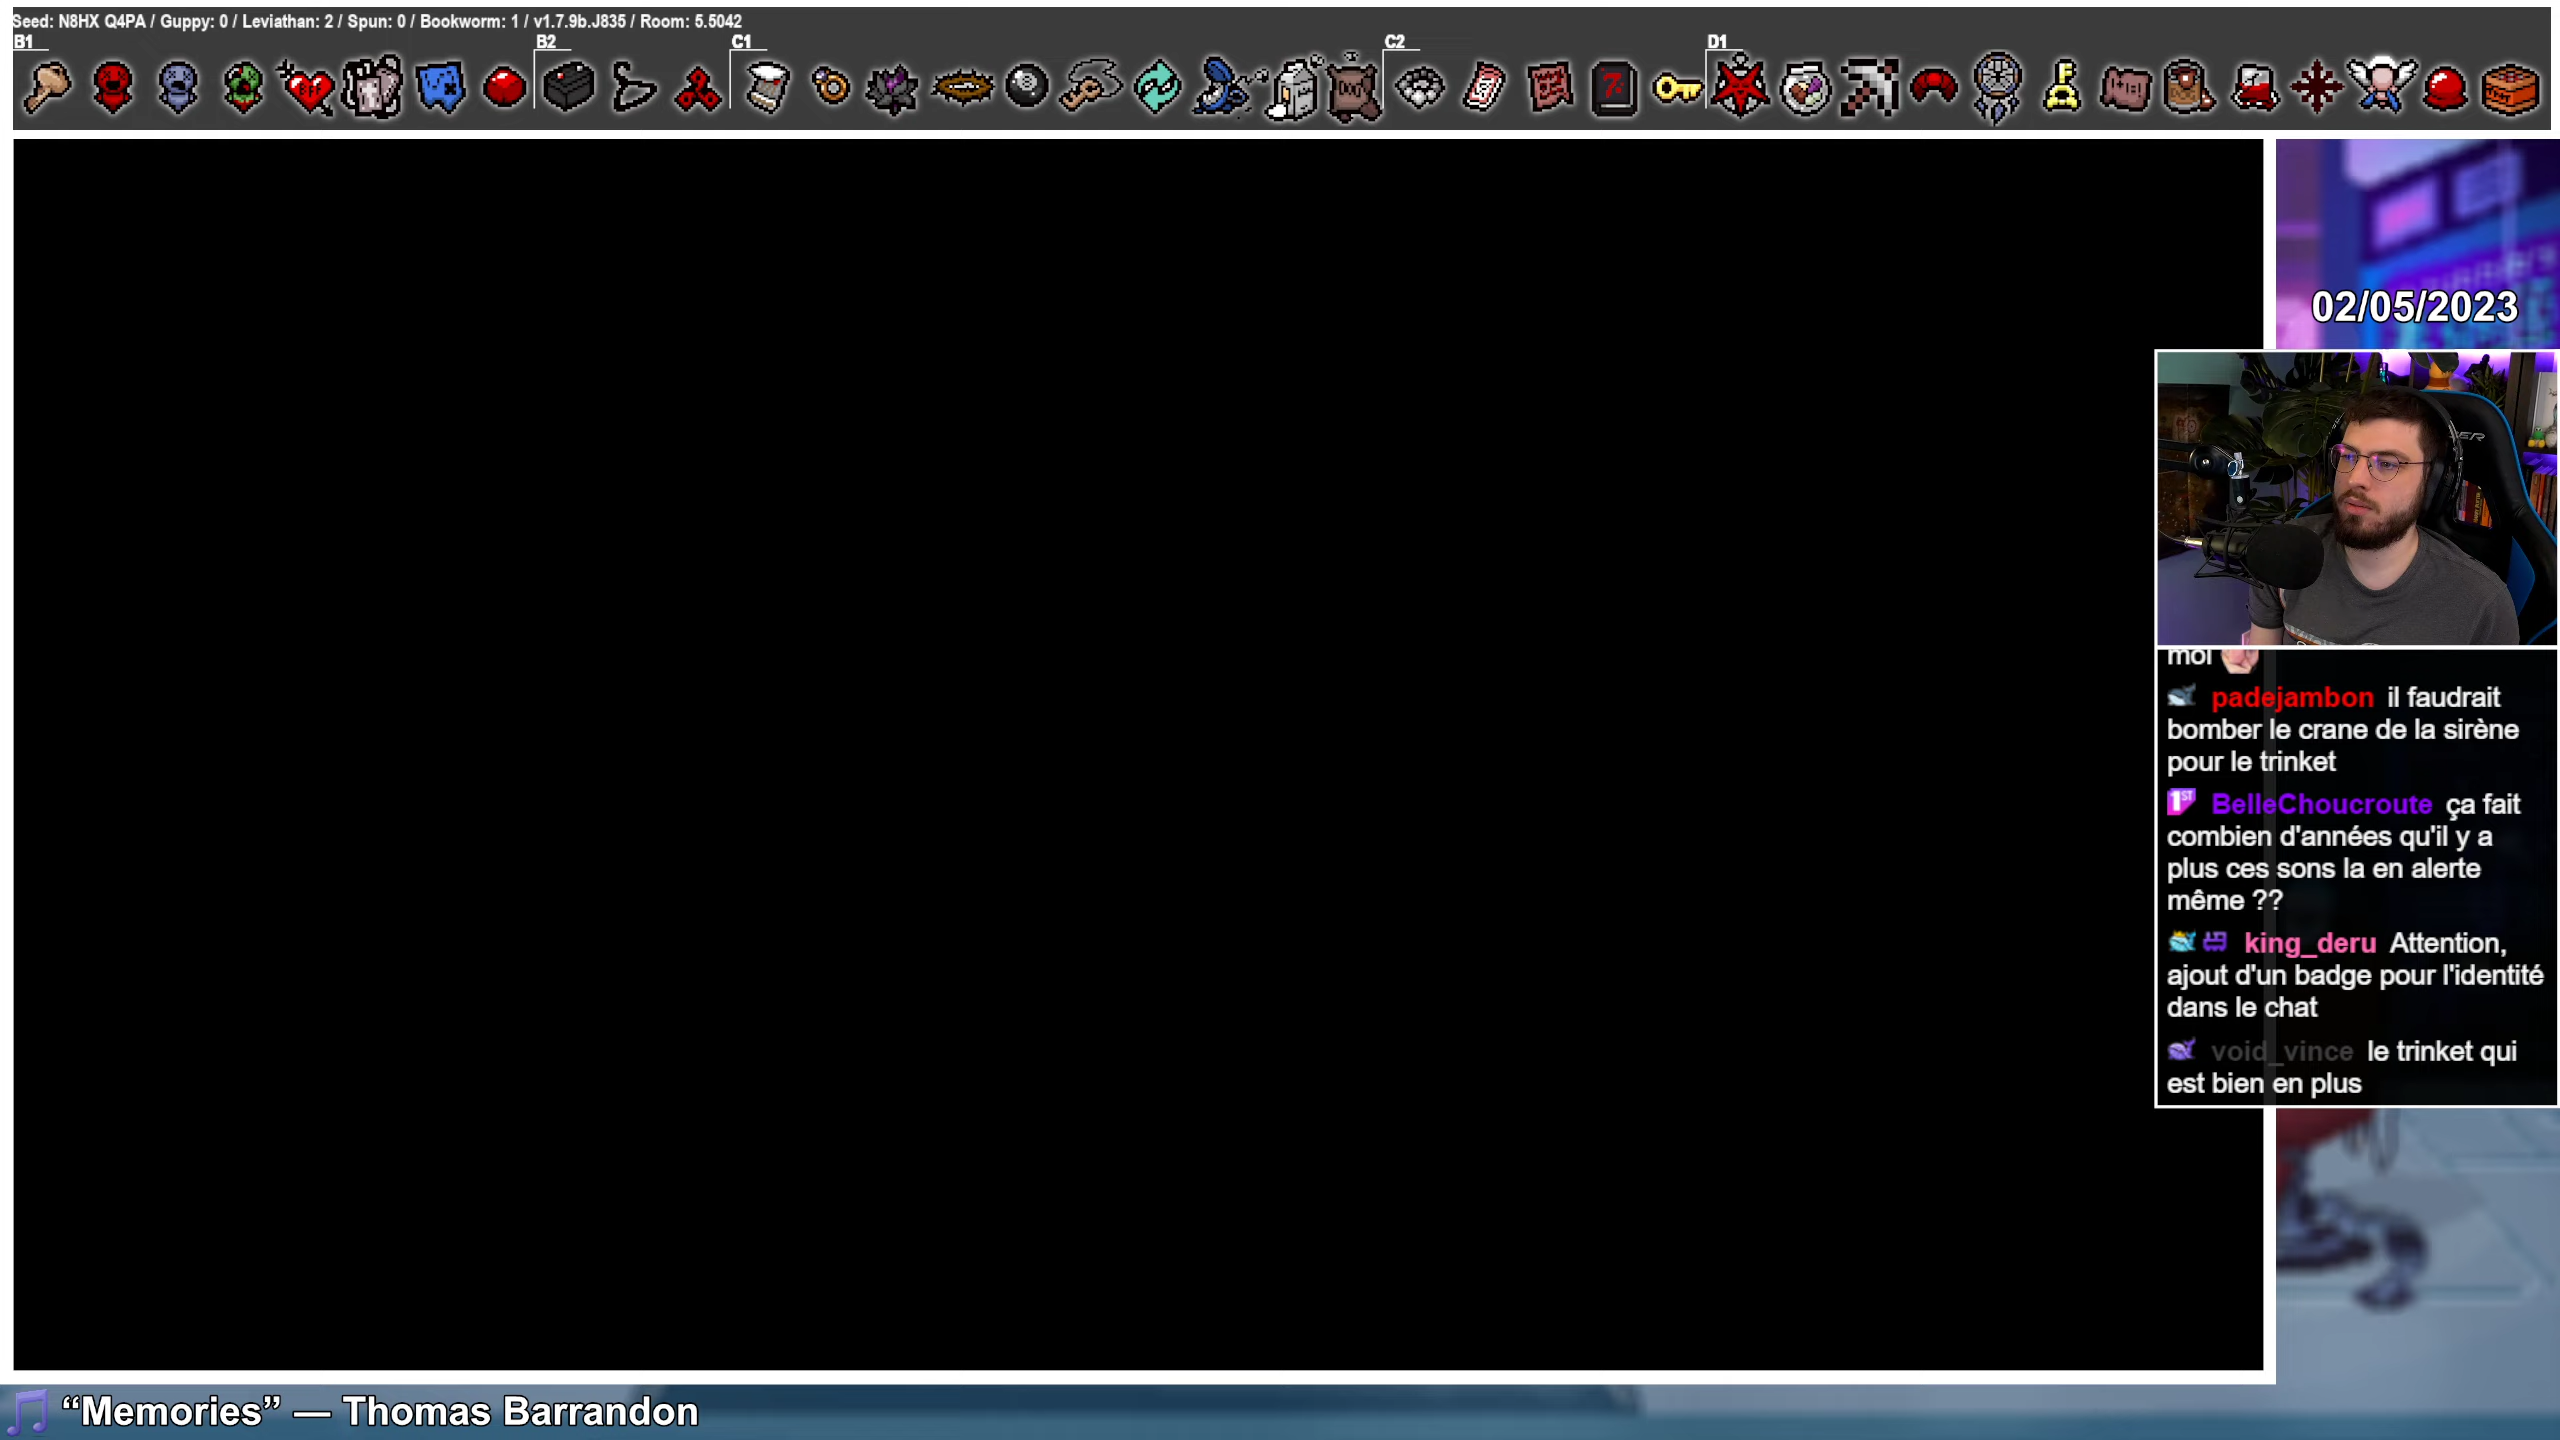 Seed: N8HX Q4PA / Guppy: 0 / Leviathan: 2 / Spun: 0 / Bookworm: 1 / v1.7.9b.J835 / Room: 5.5042
B1 B2 C1 C2 D1
02/05/2023
moi
padejambon il faudrait
bomber le crane de la sirène
pour le trinket
1ST BelleChoucroute ça fait
combien d'années qu'il y a
plus ces sons la en alerte
même ??
king_deru Attention,
ajout d'un badge pour l'identité
dans le chat
void_vince le trinket qui
est bien en plus
“Memories” — Thomas Barrandon